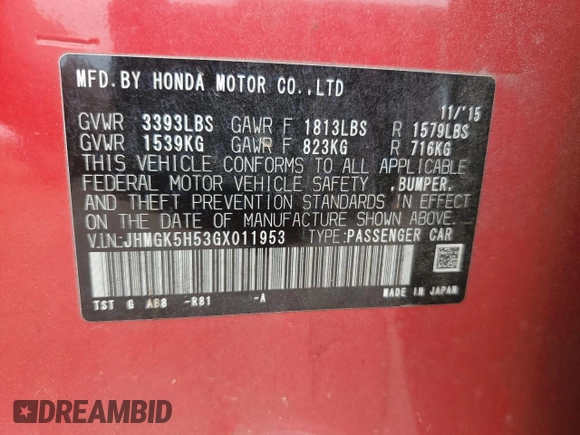 MFD.BY HONDA MOTOR CO.,LTD
11/'15
GVWR 3393LBS GAWR F 1813LBS R 1579LBS
GVWR 1539KG GAWR F 823KG R 716KG
THIS VEHICLE CONFORMS TO ALL APPLICABLE
FEDERAL MOTOR VEHICLE SAFETY ,BUMPER,
AND THEFT PREVENTION STANDARDS IN EFFECT
ON THE DATE OF MANUFACTURE SHOWN ABOVE.
V.I.N:JHMGK5H53GX011953 TYPE:PASSENGER CAR
TST G AB8 -R81 -A MADE IN JAPAN
DREAMBID